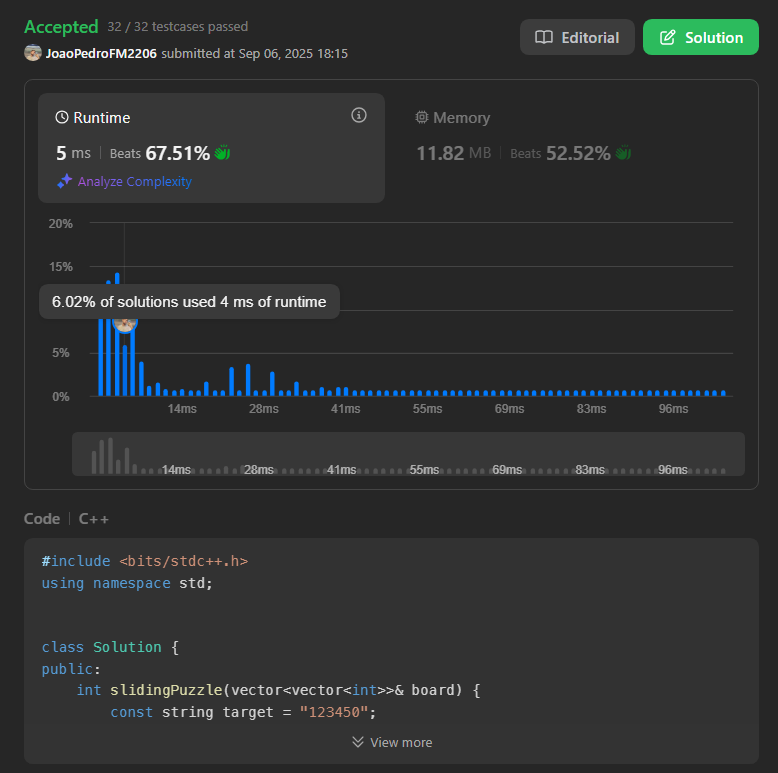 Accepted 32 / 32 testcases passed
JoaoPedroFM2206 submitted at Sep 06, 2025 18:15
Editorial
Solution
Runtime
5 ms | Beats 67.51%
Analyze Complexity
Memory
11.82 MB | Beats 52.52%
20%
15%
6.02% of solutions used 4 ms of runtime
5%
0%
14ms 28ms 41ms 55ms 69ms 83ms 96ms
14ms 28ms 41ms 55ms 69ms 83ms 96ms
Code | C++
#include <bits/stdc++.h>
using namespace std;
class Solution {
public:
    int slidingPuzzle(vector<vector<int>>& board) {
        const string target = "123450";
View more